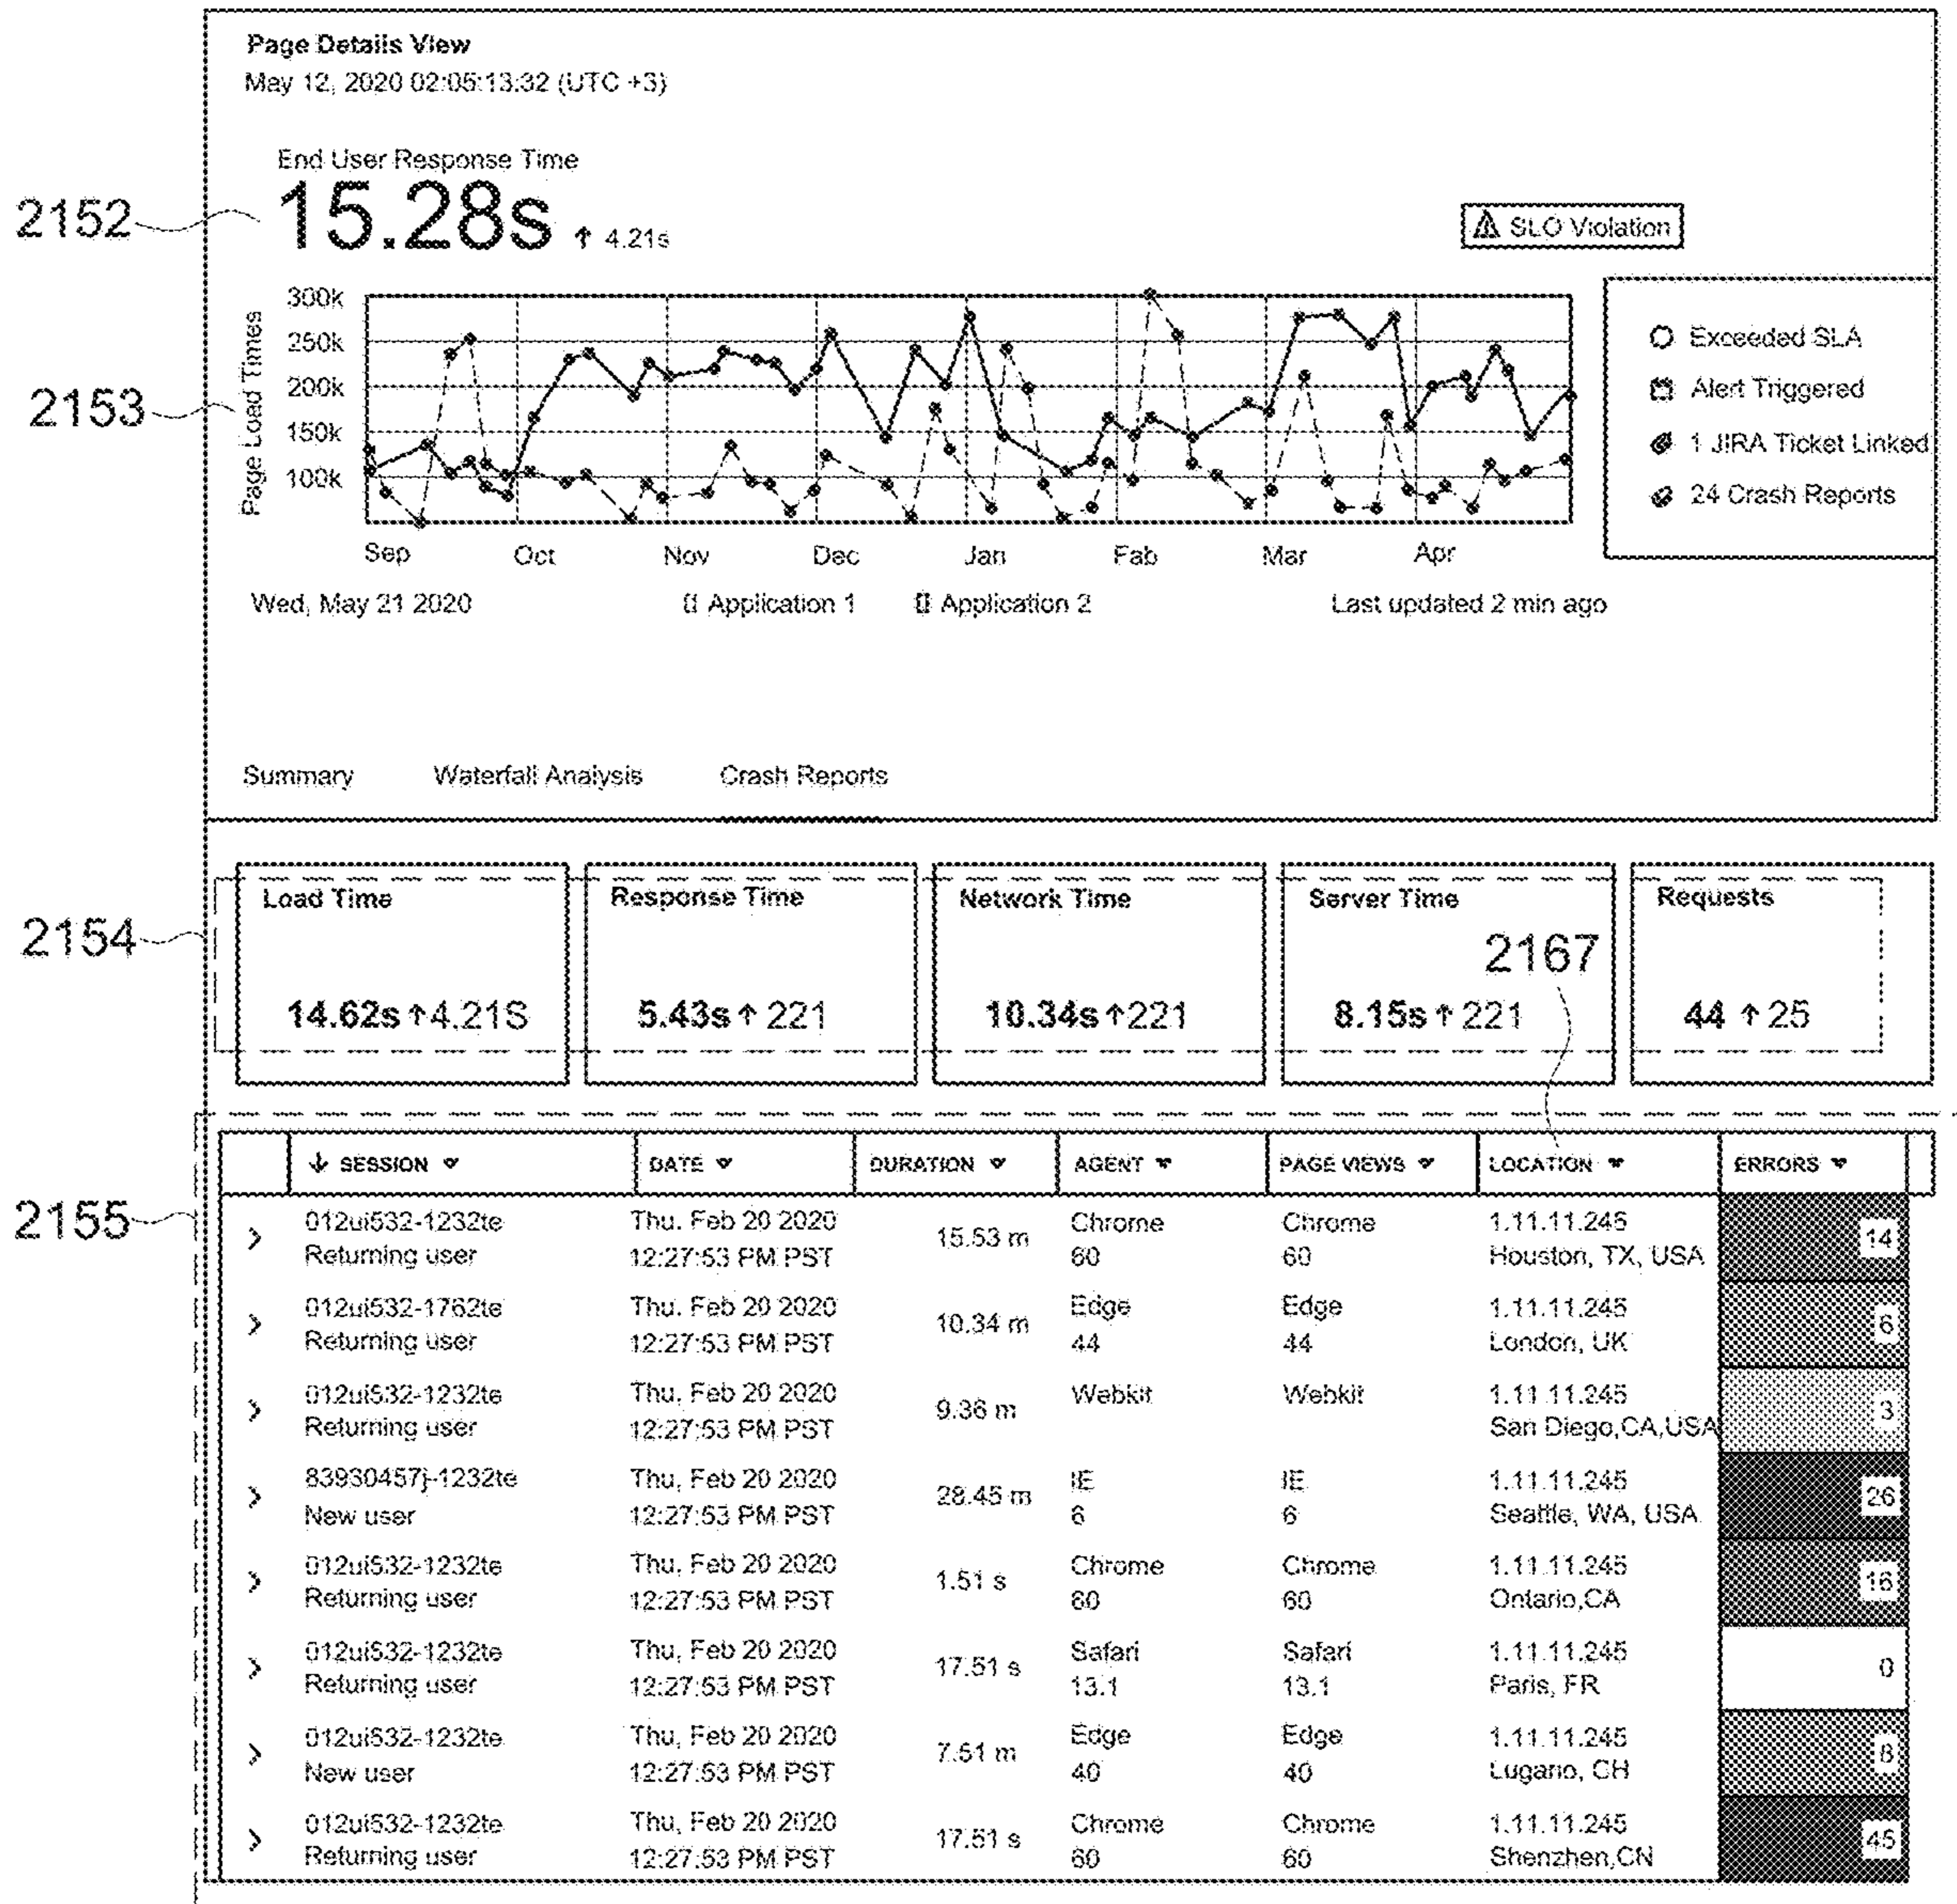 Page Details View
May 12, 2020 02:05:13:32 (UTC +3)
End User Response Time
2152
15.28s ↑ 4.21s
SLO Violation
2153
Page Load Times
300k
250k
200k
150k
100k
Sep Oct Nov Dec Jan Fab Mar Apr
Exceeded SLA
Alert Triggered
1 JIRA Ticket Linked
24 Crash Reports
Wed, May 21 2020 Application 1 Application 2 Last updated 2 min ago
Summary Waterfall Analysis Crash Reports
2154
Load Time Response Time Network Time Server Time Requests
2167
14.62s ↑4.21S 5.43s ↑ 221 10.34s ↑221 8.15s ↑ 221 44 ↑ 25
2155
↓ SESSION DATE DURATION AGENT PAGE VIEWS LOCATION ERRORS
012ui532-1232te Thu. Feb 20 2020 15.53 m Chrome Chrome 1.11.11.245 14
Returning user 12:27:53 PM PST 60 60 Houston, TX, USA
012ui532-1762te Thu. Feb 20 2020 10.34 m Edge Edge 1.11.11.245
Returning user 12:27:53 PM PST 44 44 London, UK
012ui532-1232te Thu, Feb 20 2020 9.36 m Webkit Webkit 1.11.11.245 3
Returning user 12:27:53 PM PST San Diego,CA,USA
83930457j-1232te Thu, Feb 20 2020 28.45 m IE IE 1.11.11.245 26
New user 12:27:53 PM PST 6 6 Seattle, WA, USA
012ui532-1232te Thu, Feb 20 2020 1.51 s Chrome Chrome 1.11.11.245 16
Returning user 12:27:53 PM PST 60 60 Ontario,CA
012ui532-1232te Thu, Feb 20 2020 17.51 s Safari Safari 1.11.11.245 0
Returning user 12:27:53 PM PST 13.1 13.1 Paris, FR
012ui532-1232te Thu, Feb 20 2020 7.51 m Edge Edge 1.11.11.245
New user 12:27:53 PM PST 40 40 Lugano, CH
012ui532-1232te Thu, Feb 20 2020 17.51 s Chrome Chrome 1.11.11.245 45
Returning user 12:27:53 PM PST 60 60 Shenzhen,CN